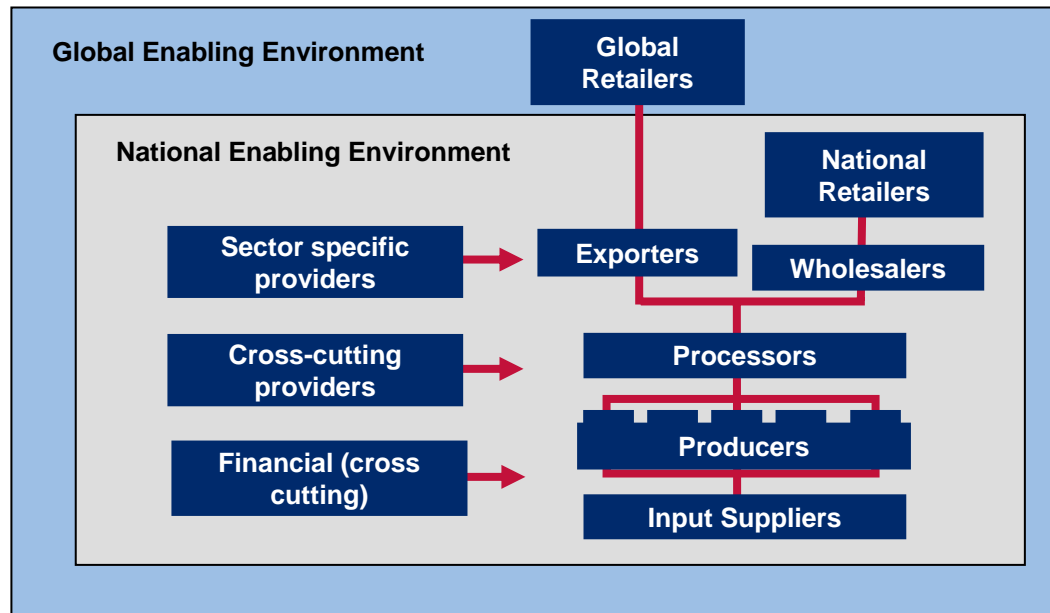 Global Enabling Environment
Global
Retailers
National Enabling Environment
National
Retailers
Sector specific
providers
Exporters
Wholesalers
Cross-cutting
providers
Processors
Financial (cross
cutting)
Producers
Input Suppliers